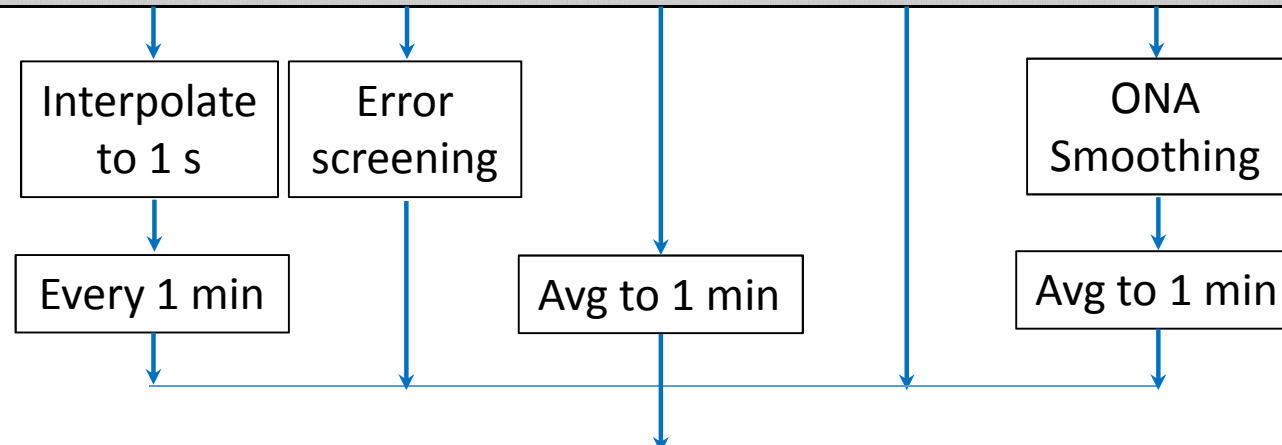 Interpolate
to 1 s
Error
screening
ONA
Smoothing
Every 1 min
Avg to 1 min
Avg to 1 min